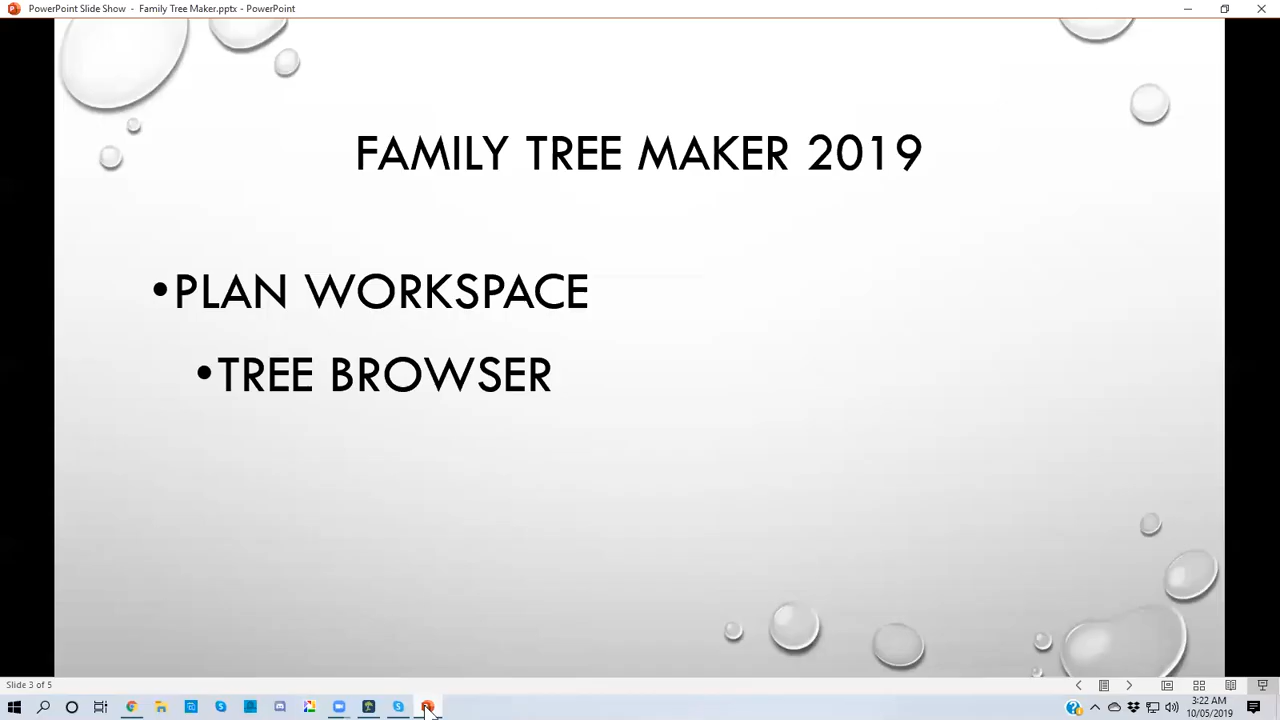 PowerPoint Slide Show - Family Tree Maker.pptx - PowerPoint
FAMILY TREE MAKER 2019
•PLAN WORKSPACE
•TREE BROWSER
Slide 3 of 5
3:22 AM
10/05/2019